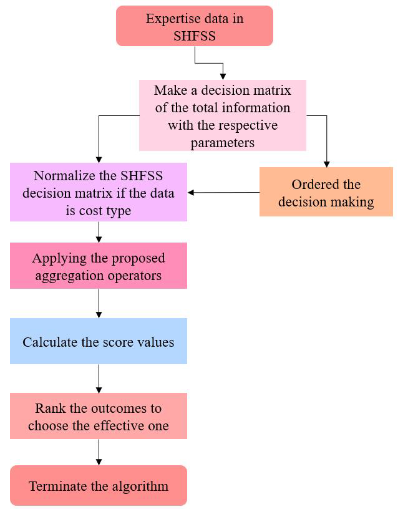 Expertise data in
SHFSS
Make a decision matrix
of the total information
with the respective
parameters
Normalize the SHFSS
decision matrix if the data
is cost type
Ordered the
decision making
Applying the proposed
aggregation operators
Calculate the score values
Rank the outcomes to
choose the effective one
Terminate the algorithm